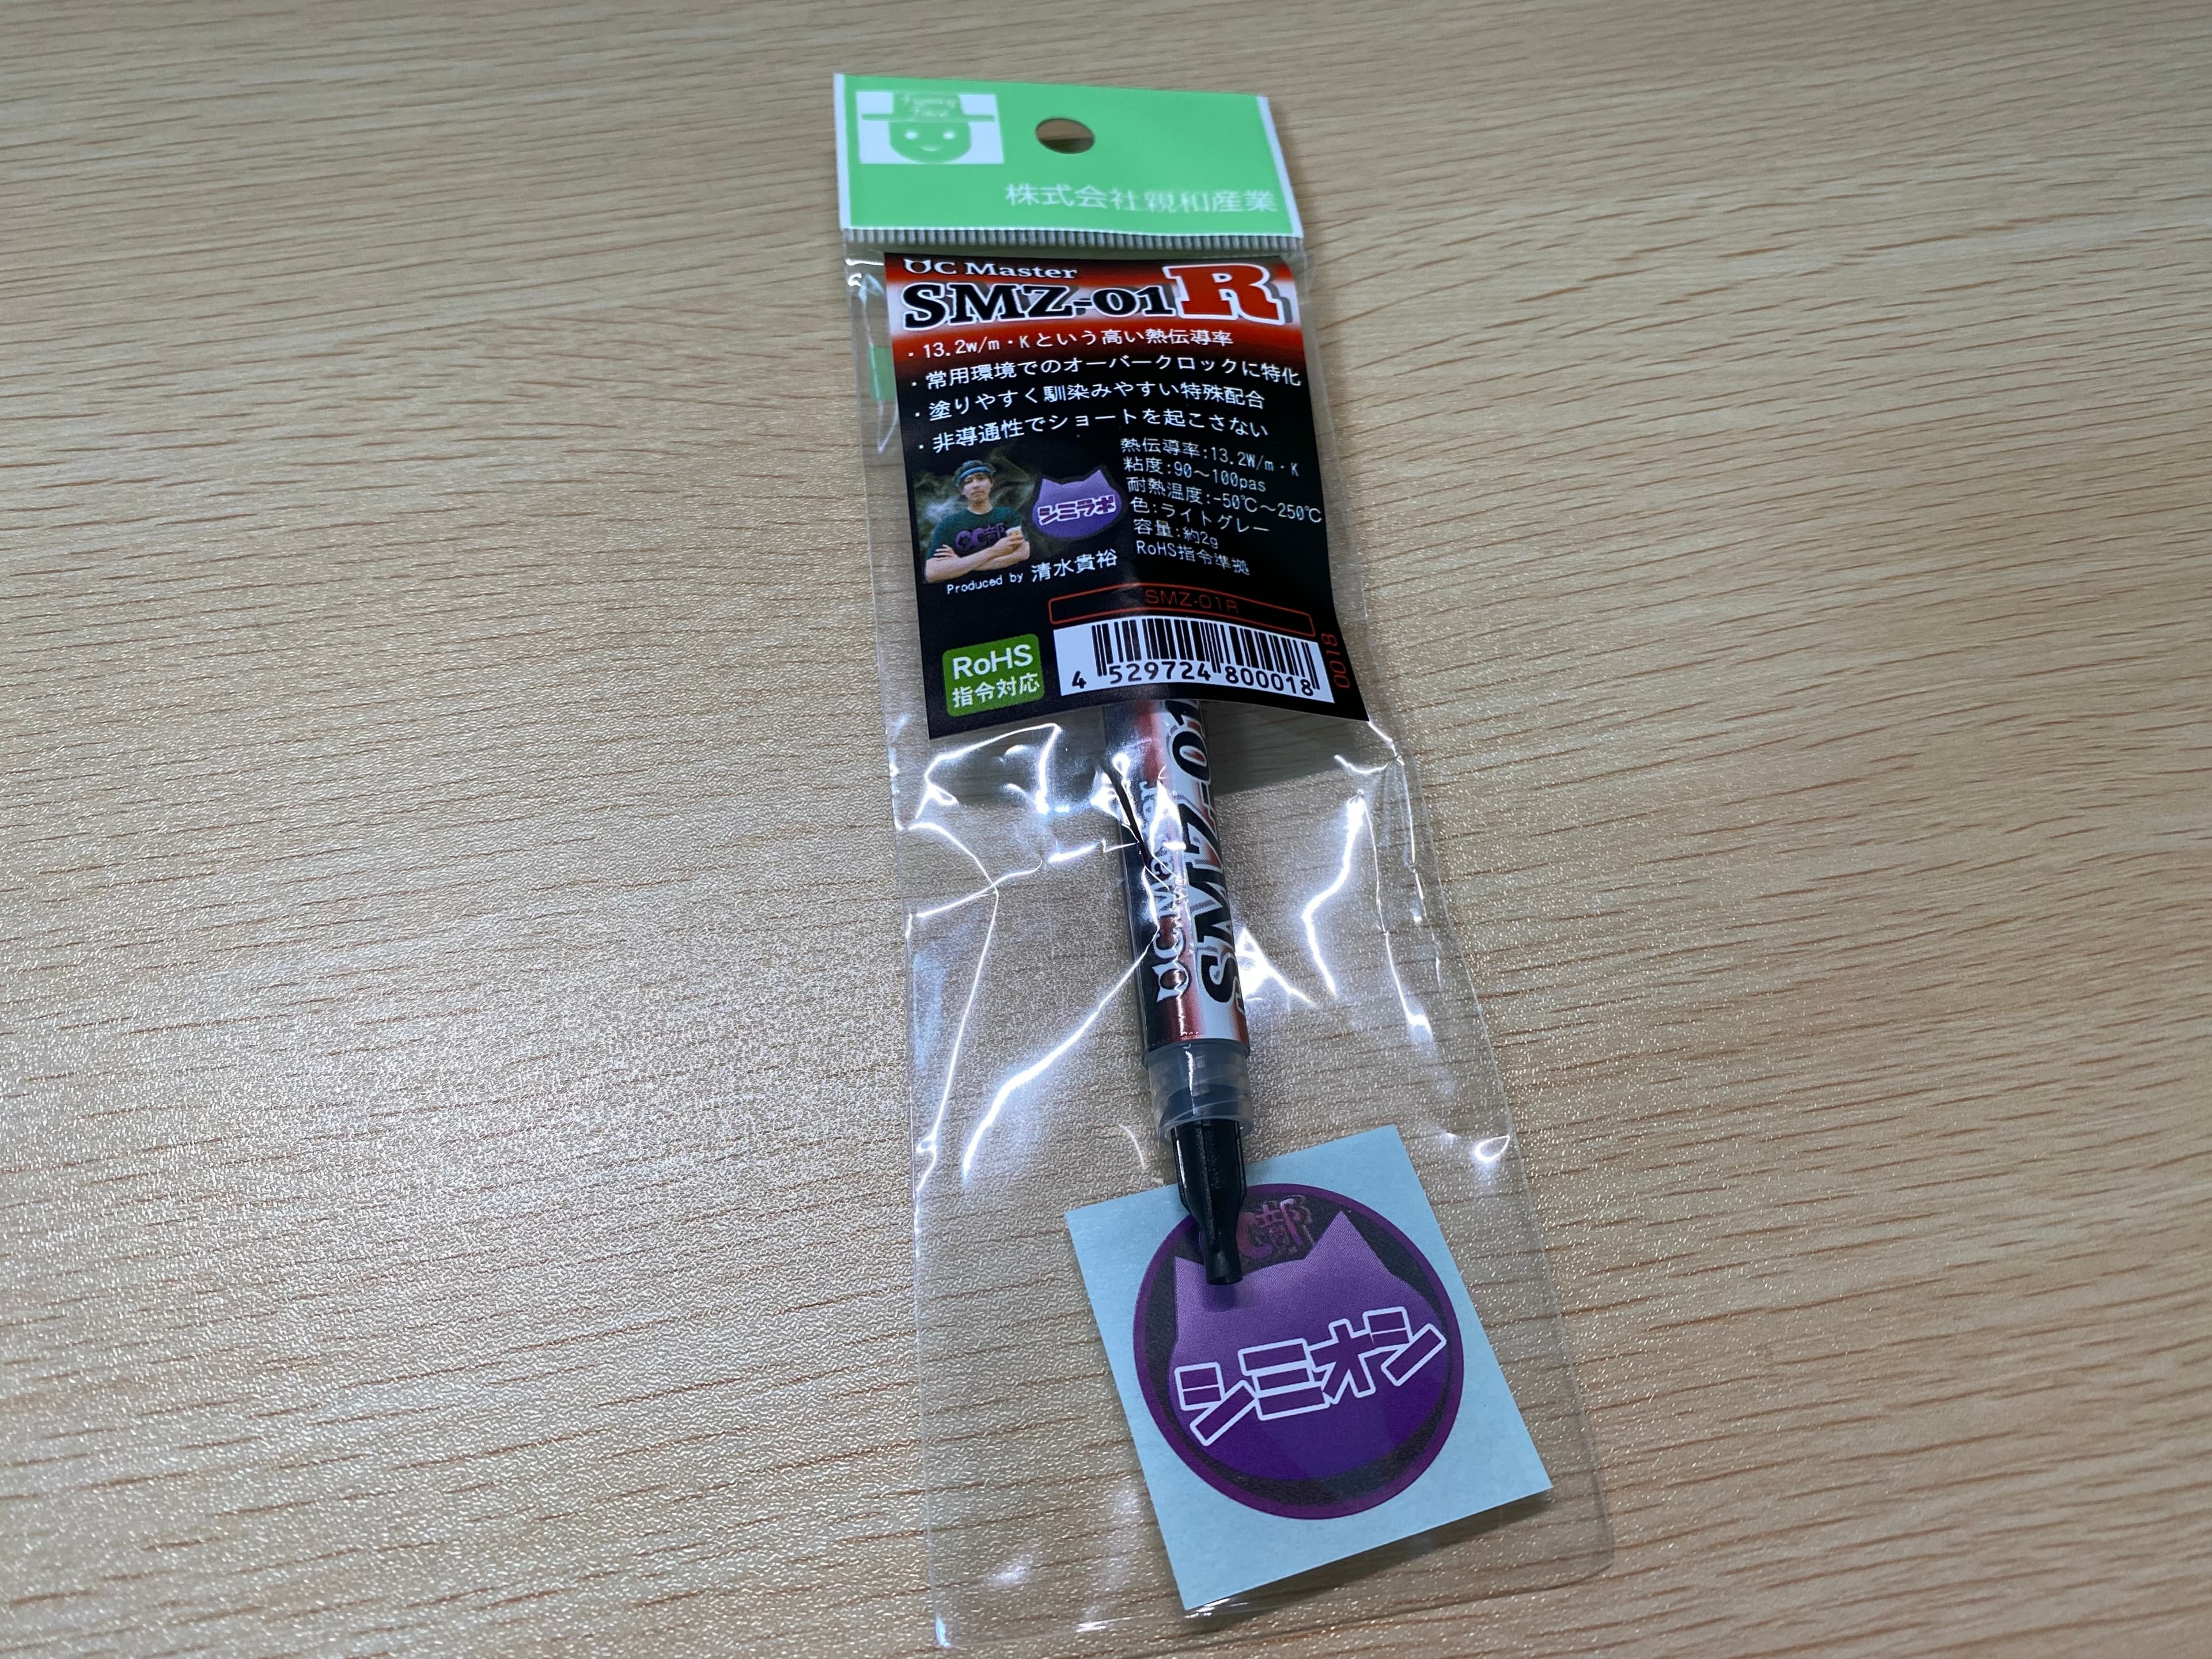 Funny
Face
株式会社親和産業
OC Master
SMZ-01R
・13.2w/m・Kという高い熱伝導率
・常用環境でのオーバークロックに特化
・塗りやすく馴染みやすい特殊配合
・非導通性でショートを起こさない
熱伝導率:13.2W/m・K
粘度:90～100pas
耐熱温度:-50℃～250℃
色:ライトグレー
容量:約2g
RoHS指令準拠
OC部
シミラボ
Produced by 清水貴裕
SMZ-01R
0018
RoHS
指令対応
4 529724 800018
OC Master
SMZ-01
C部
シミオシ